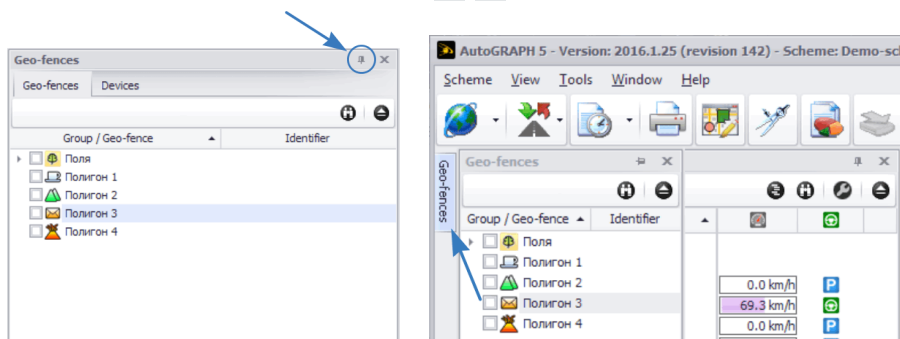 Geo-fences
Geo-fences Devices
Group / Geo-fence Identifier
Поля
Полигон 1
Полигон 2
Полигон 3
Полигон 4
AutoGRAPH 5 - Version: 2016.1.25 (revision 142) - Scheme: Demo-sc
Scheme View Tools Window Help
Geo-fences
Geo-fences
Group / Geo-fence Identifier
Поля
Полигон 1
Полигон 2 0.0 km/h P
Полигон 3 69.3 km/h
Полигон 4 0.0 km/h P